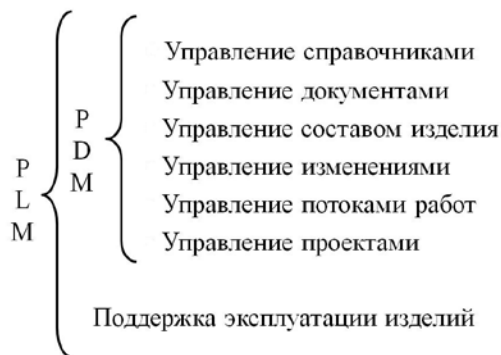 Управление справочниками
Управление документами
Управление составом изделия
Управление изменениями
Управление потоками работ
Управление проектами
PDM
PLM
Поддержка эксплуатации изделий